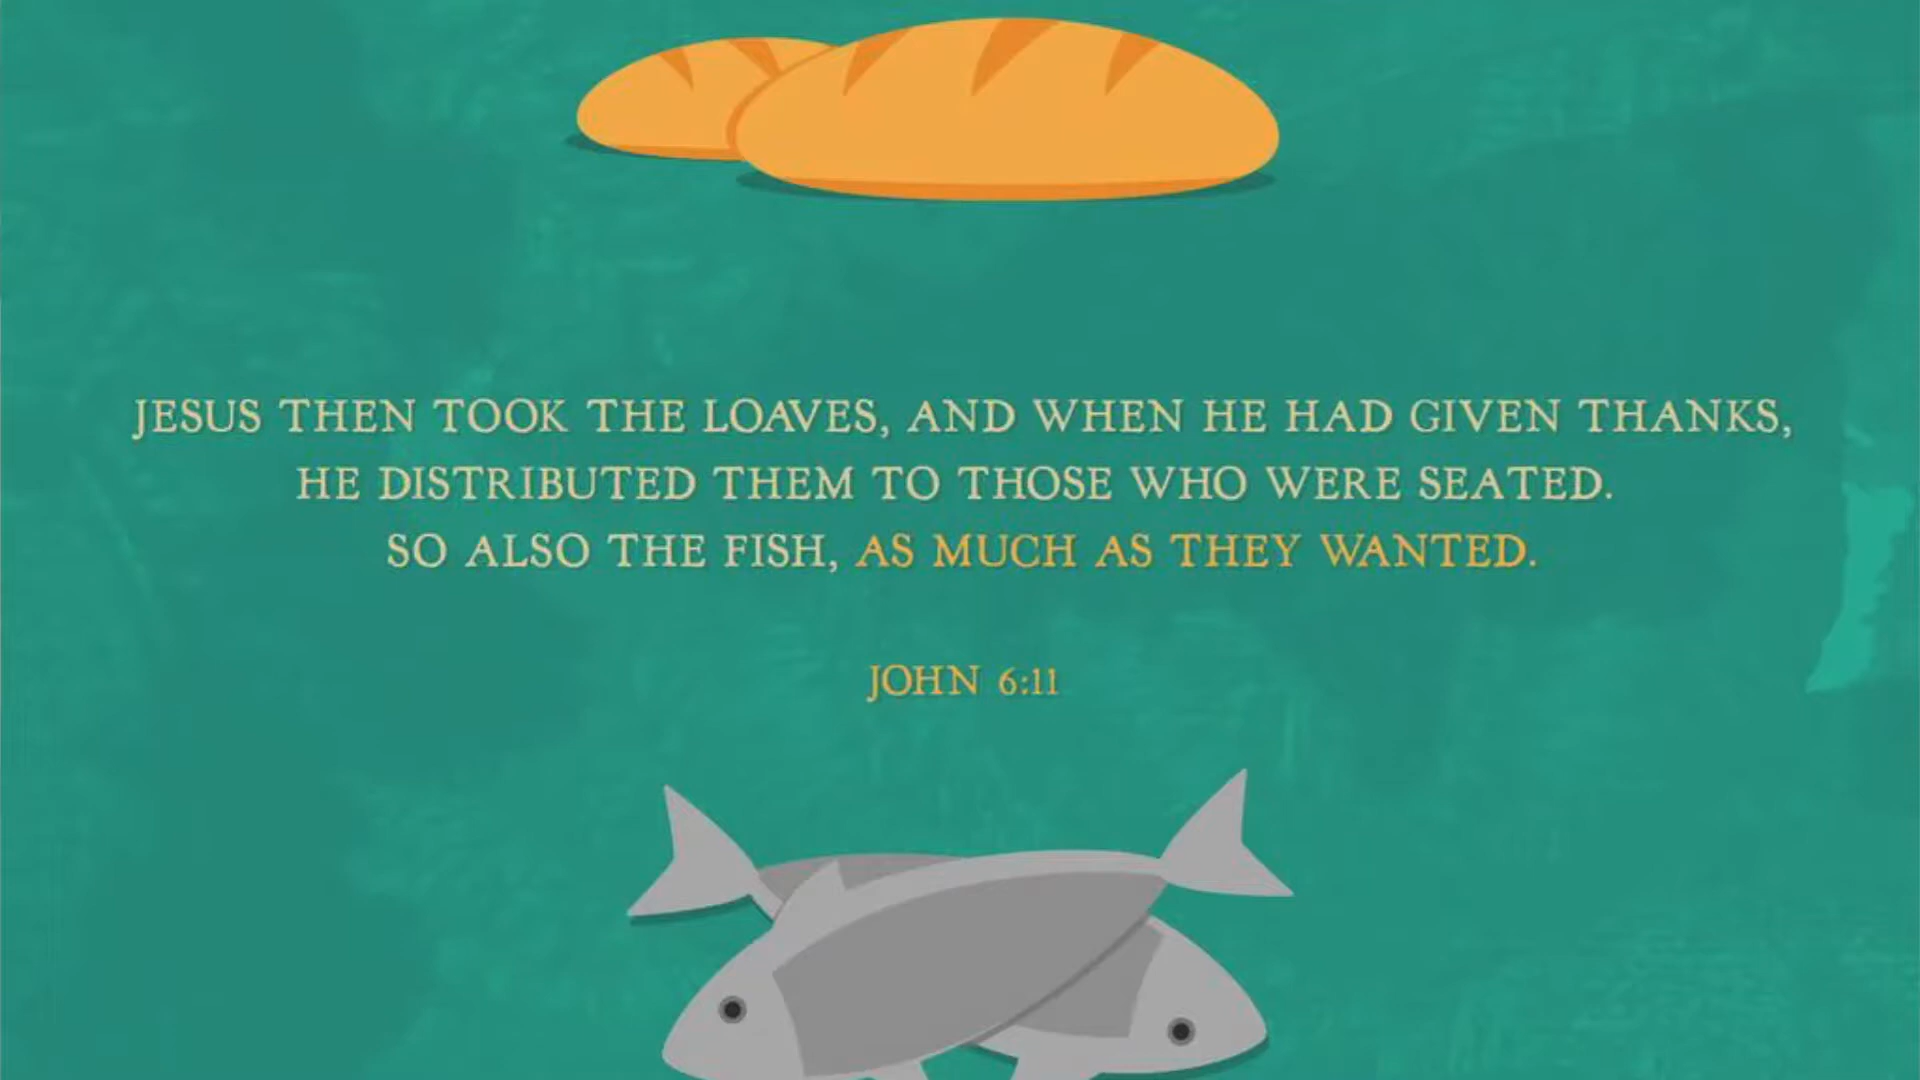 JESUS THEN TOOK THE LOAVES, AND WHEN HE HAD GIVEN THANKS,
HE DISTRIBUTED THEM TO THOSE WHO WERE SEATED.
SO ALSO THE FISH, AS MUCH AS THEY WANTED.
JOHN 6:11